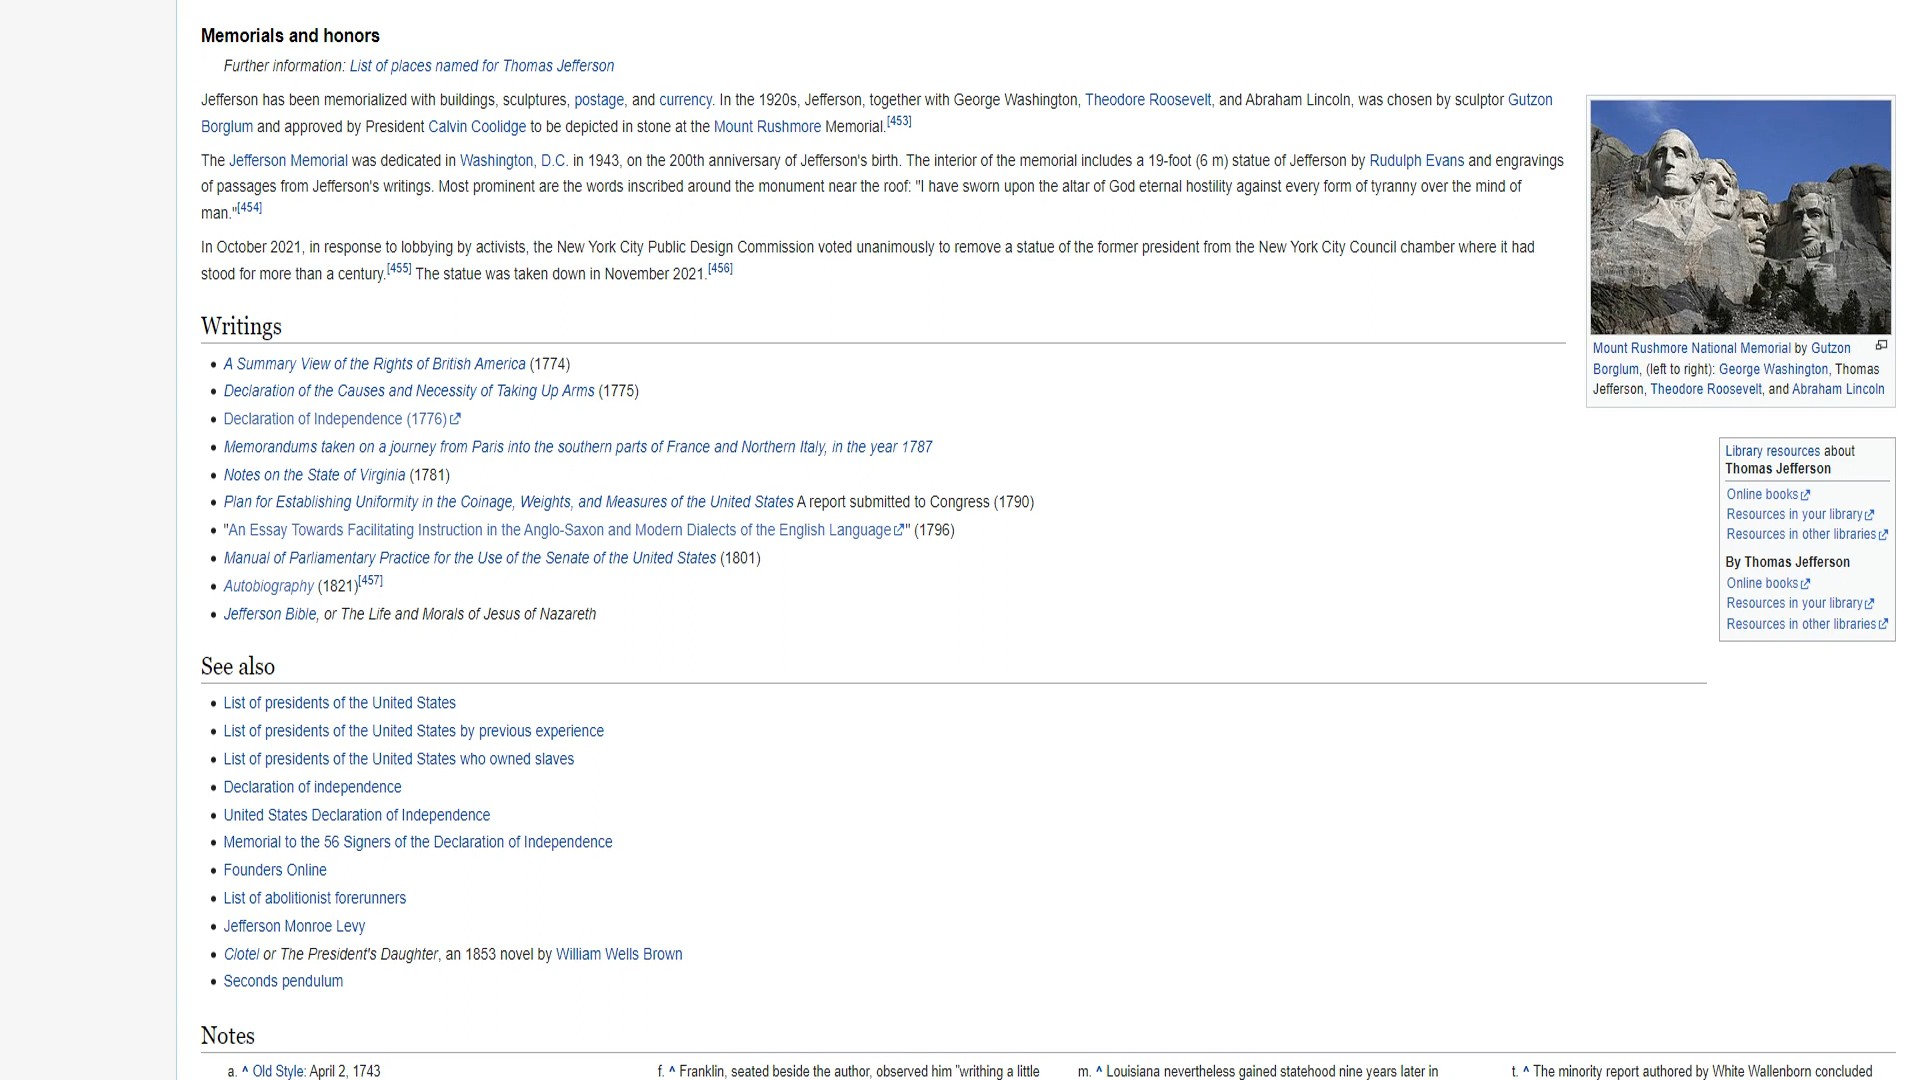 Memorials and honors
Further information: List of places named for Thomas Jefferson
Jefferson has been memorialized with buildings, sculptures, postage, and currency. In the 1920s, Jefferson, together with George Washington, Theodore Roosevelt, and Abraham Lincoln, was chosen by sculptor Gutzon
Borglum and approved by President Calvin Coolidge to be depicted in stone at the Mount Rushmore Memorial.[453]
The Jefferson Memorial was dedicated in Washington, D.C. in 1943, on the 200th anniversary of Jefferson's birth. The interior of the memorial includes a 19-foot (6 m) statue of Jefferson by Rudulph Evans and engravings
of passages from Jefferson's writings. Most prominent are the words inscribed around the monument near the roof: "I have sworn upon the altar of God eternal hostility against every form of tyranny over the mind of
man."[454]
In October 2021, in response to lobbying by activists, the New York City Public Design Commission voted unanimously to remove a statue of the former president from the New York City Council chamber where it had
stood for more than a century.[455] The statue was taken down in November 2021.[456]
Mount Rushmore National Memorial by Gutzon
Borglum, (left to right): George Washington, Thomas
Jefferson, Theodore Roosevelt, and Abraham Lincoln
Writings
A Summary View of the Rights of British America (1774)
Declaration of the Causes and Necessity of Taking Up Arms (1775)
Declaration of Independence (1776)
Memorandums taken on a journey from Paris into the southern parts of France and Northern Italy, in the year 1787
Notes on the State of Virginia (1781)
Plan for Establishing Uniformity in the Coinage, Weights, and Measures of the United States A report submitted to Congress (1790)
"An Essay Towards Facilitating Instruction in the Anglo-Saxon and Modern Dialects of the English Language" (1796)
Manual of Parliamentary Practice for the Use of the Senate of the United States (1801)
Autobiography (1821)[457]
Jefferson Bible, or The Life and Morals of Jesus of Nazareth
Library resources about
Thomas Jefferson
Online books
Resources in your library
Resources in other libraries
By Thomas Jefferson
Online books
Resources in your library
Resources in other libraries
See also
List of presidents of the United States
List of presidents of the United States by previous experience
List of presidents of the United States who owned slaves
Declaration of independence
United States Declaration of Independence
Memorial to the 56 Signers of the Declaration of Independence
Founders Online
List of abolitionist forerunners
Jefferson Monroe Levy
Clotel or The President's Daughter, an 1853 novel by William Wells Brown
Seconds pendulum
Notes
a. ^ Old Style: April 2, 1743
f. ^ Franklin, seated beside the author, observed him "writhing a little
m. ^ Louisiana nevertheless gained statehood nine years later in
t. ^ The minority report authored by White Wallenborn concluded